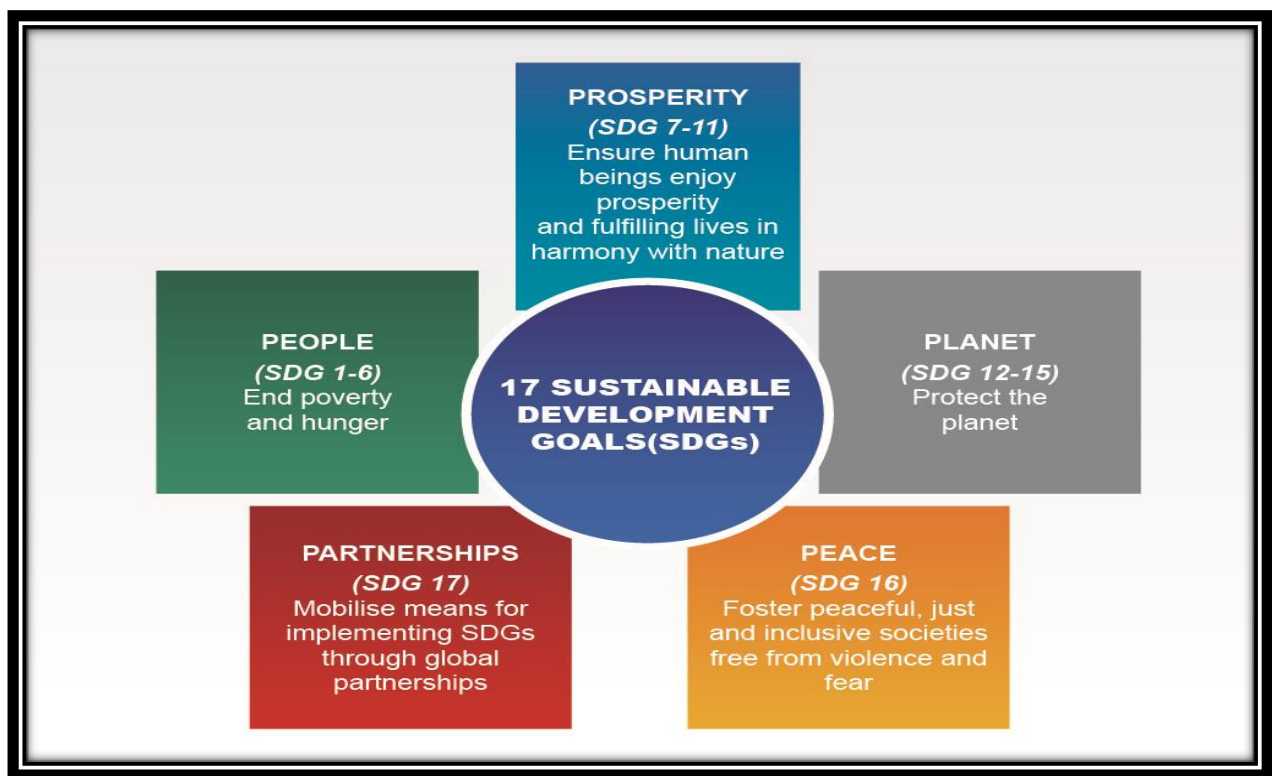 PROSPERITY
(SDG 7-11)
Ensure human
beings enjoy
prosperity
and fulfilling lives in
harmony with nature
PEOPLE
(SDG 1-6)
End poverty
and hunger
17 SUSTAINABLE
DEVELOPMENT
GOALS(SDGs)
PLANET
(SDG 12-15)
Protect the
planet
PARTNERSHIPS
(SDG 17)
Mobilise means for
implementing SDGs
through global
partnerships
PEACE
(SDG 16)
Foster peaceful, just
and inclusive societies
free from violence and
fear